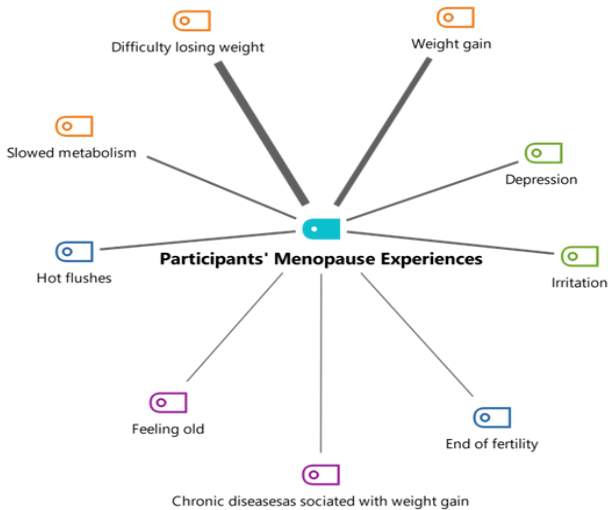 Difficulty losing weight
Weight gain
Slowed metabolism
Depression
Hot flushes
Participants' Menopause Experiences
Irritation
Feeling old
End of fertility
Chronic diseasesas sociated with weight gain